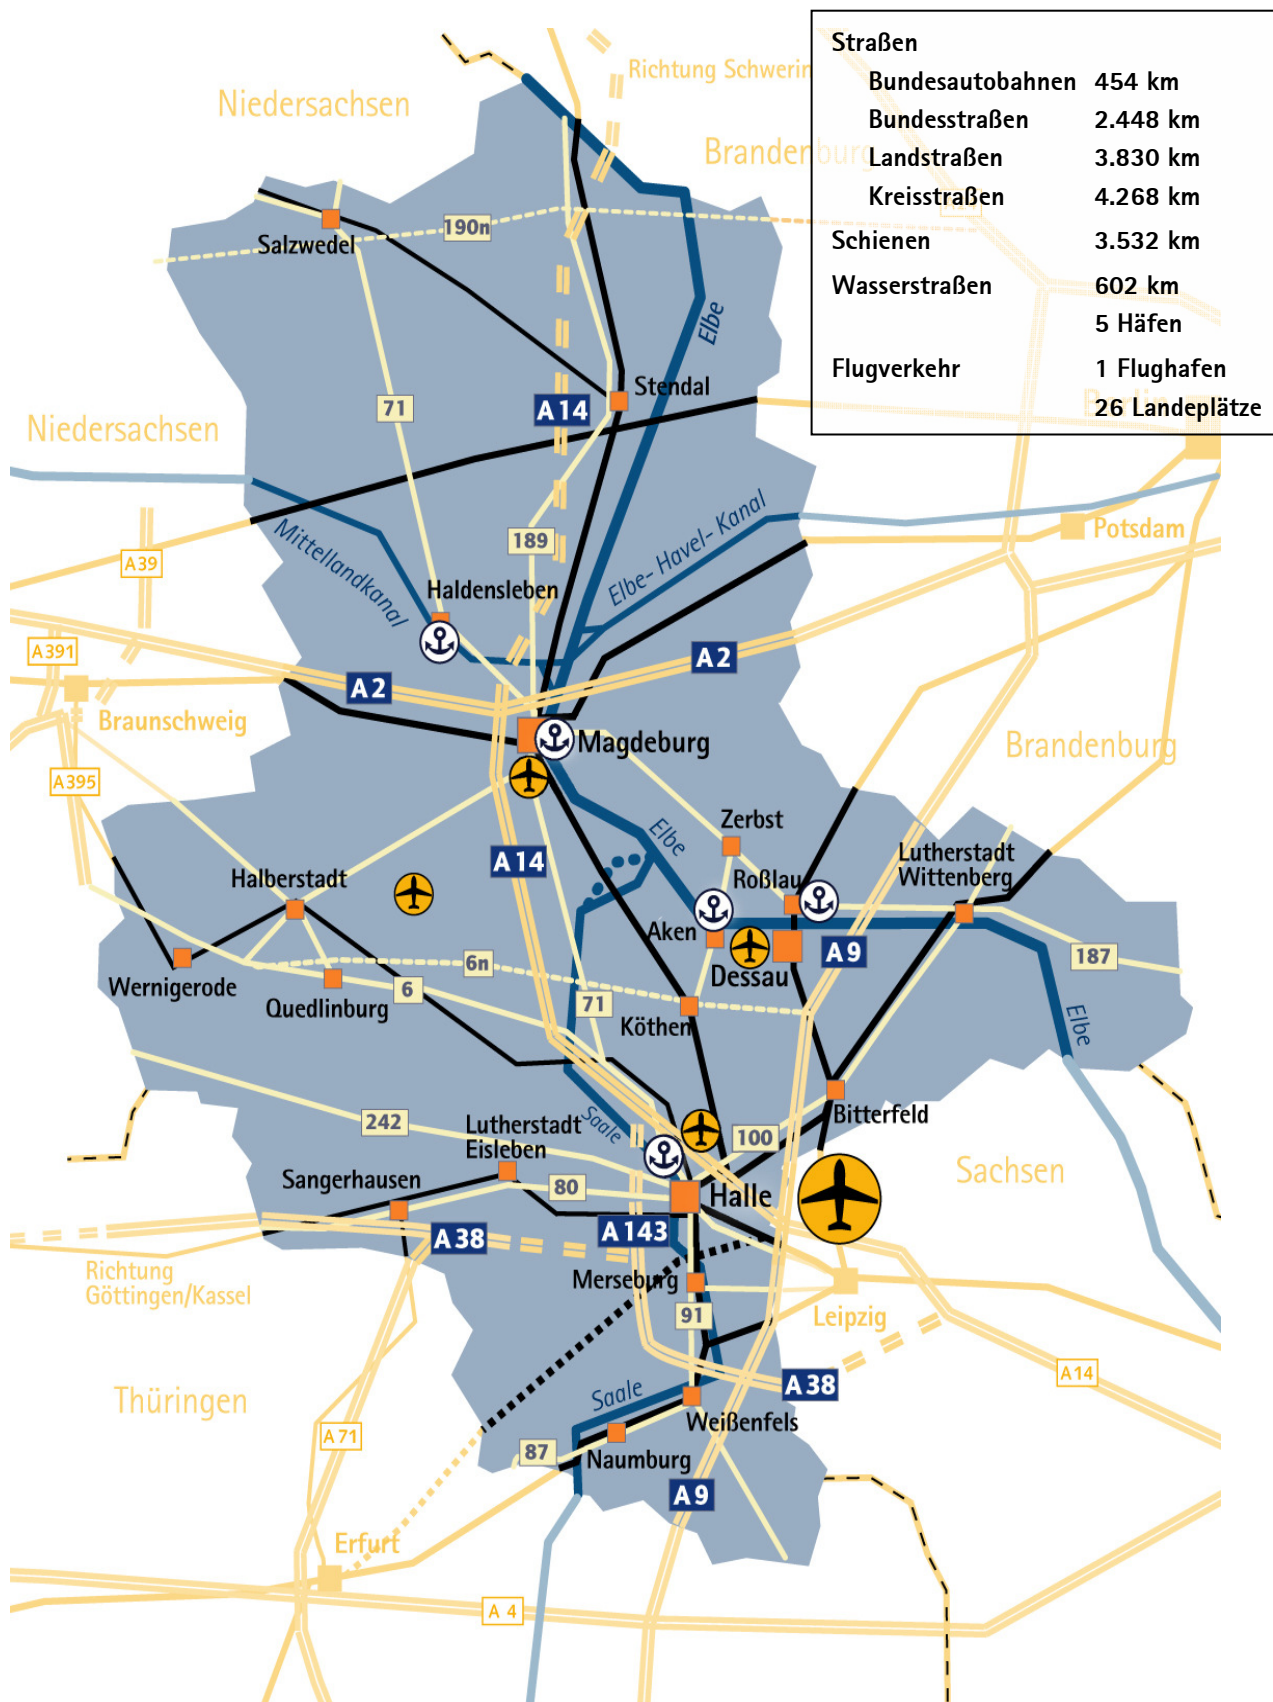 Straßen
Bundesautobahnen 454 km
Bundesstraßen 2.448 km
Landstraßen 3.830 km
Kreisstraßen 4.268 km
Schienen 3.532 km
Wasserstraßen 602 km
5 Häfen
Flugverkehr 1 Flughafen
26 Landeplätze
Richtung Schwerin
Niedersachsen
Brandenburg
190n
Salzwedel
Elbe
Stendal
71
A14
Berlin
Niedersachsen
Mittellandkanal
189
Elbe-Havel-Kanal
Potsdam
A39
Haldensleben
A391
A2
A2
Braunschweig
Magdeburg
Brandenburg
A395
Zerbst
Elbe
A14
Lutherstadt
Wittenberg
Halberstadt
Roßlau
Aken
A9
187
6n
Dessau
Wernigerode
6
Quedlinburg
71
Köthen
Elbe
242
Lutherstadt
Eisleben
Saale
100
Bitterfeld
Sachsen
Sangerhausen
80
Halle
A38
A143
Richtung
Göttingen/Kassel
Merseburg
91
Leipzig
A14
A38
Thüringen
Saale
Weißenfels
A71
87
Naumburg
A9
Erfurt
A 4